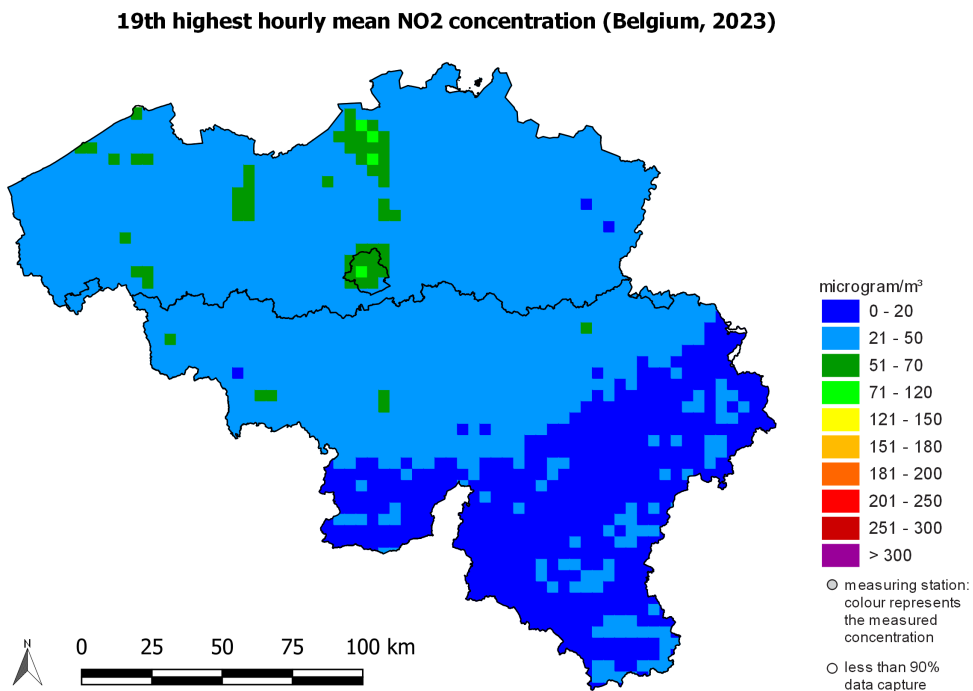 19th highest hourly mean NO2 concentration (Belgium, 2023)
microgram/m³
0 - 20
21 - 50
51 - 70
71 - 120
121 - 150
151 - 180
181 - 200
201 - 250
251 - 300
> 300
measuring station:
colour represents
the measured
concentration
less than 90%
data capture
N
0 25 50 75 100 km